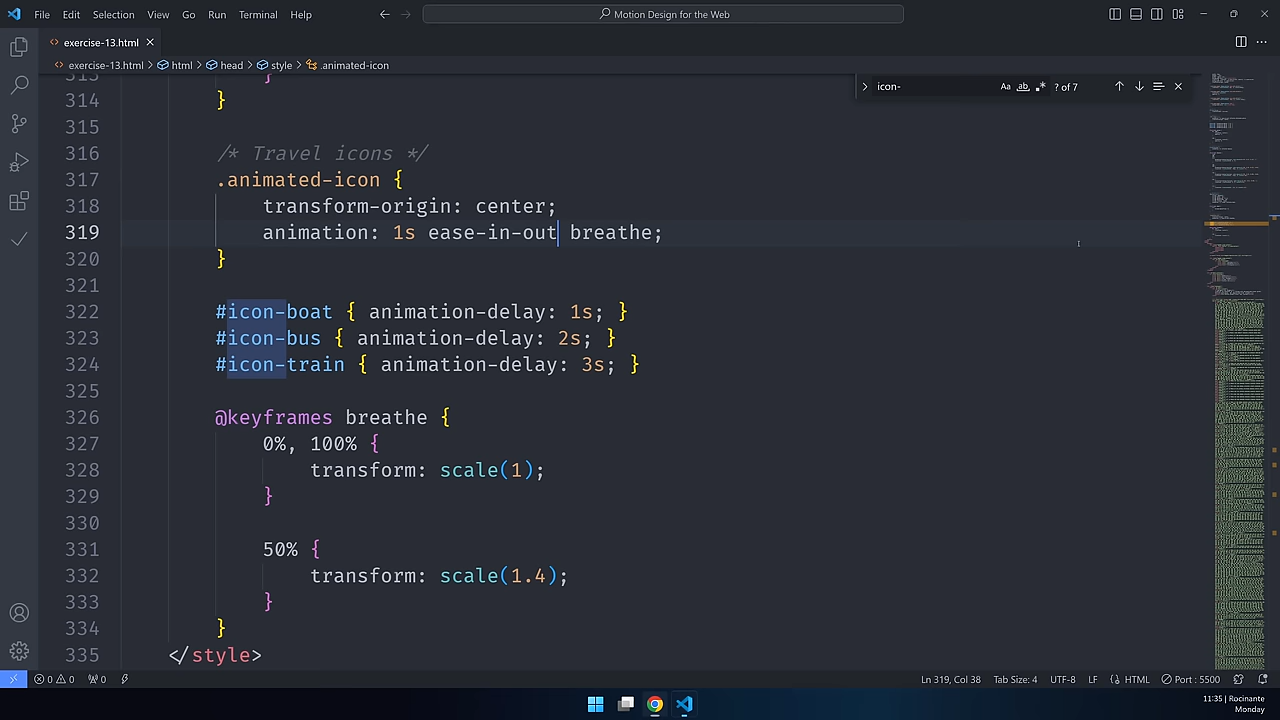 File Edit Selection View Go Run Terminal Help
Motion Design for the Web
exercise-13.html
exercise-13.html > html > head > style > .animated-icon
icon-
Aa ab .* ? of 7
313 }
314 }
315
316 /* Travel icons */
317 .animated-icon {
318 transform-origin: center;
319 animation: 1s ease-in-out breathe;
320 }
321
322 #icon-boat { animation-delay: 1s; }
323 #icon-bus { animation-delay: 2s; }
324 #icon-train { animation-delay: 3s; }
325
326 @keyframes breathe {
327 0%, 100% {
328 transform: scale(1);
329 }
330
331 50% {
332 transform: scale(1.4);
333 }
334 }
335 </style>
0 0 0 Ln 319, Col 38 Tab Size: 4 UTF-8 LF HTML Port : 5500
11:35 | Rocinante
Monday